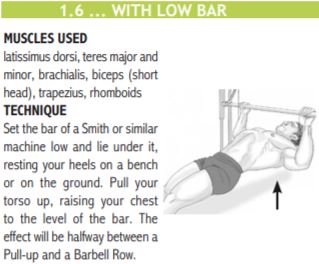 1.6 ... WITH LOW BAR
MUSCLES USED
latissimus dorsi, teres major and
minor, brachialis, biceps (short
head), trapezius, rhomboids
TECHNIQUE
Set the bar of a Smith or similar
machine low and lie under it,
resting your heels on a bench
or on the ground. Pull your
torso up, raising your chest
to the level of the bar. The
effect will be halfway between a
Pull-up and a Barbell Row.